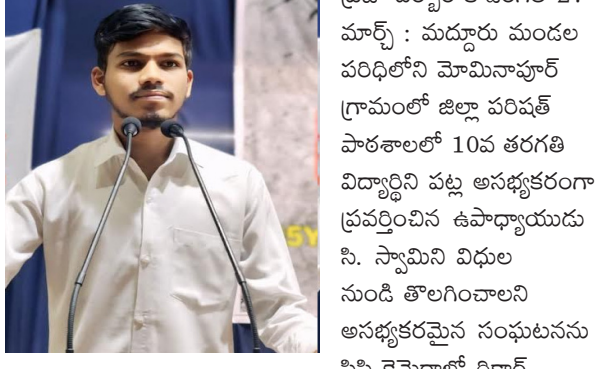 మార్చ్ : మద్దూరు మండల
పరిధిలోని మోమినాపూర్
గ్రామంలో జిల్లా పరిషత్
పాఠశాలలో 10వ తరగతి
విద్యార్థిని పట్ల అసభ్యకరంగా
ప్రవర్తించిన ఉపాధ్యాయుడు
సి. స్వామిని విధుల
నుండి తొలగించాలని
అసభ్యకరమైన సంఘటనను
SY